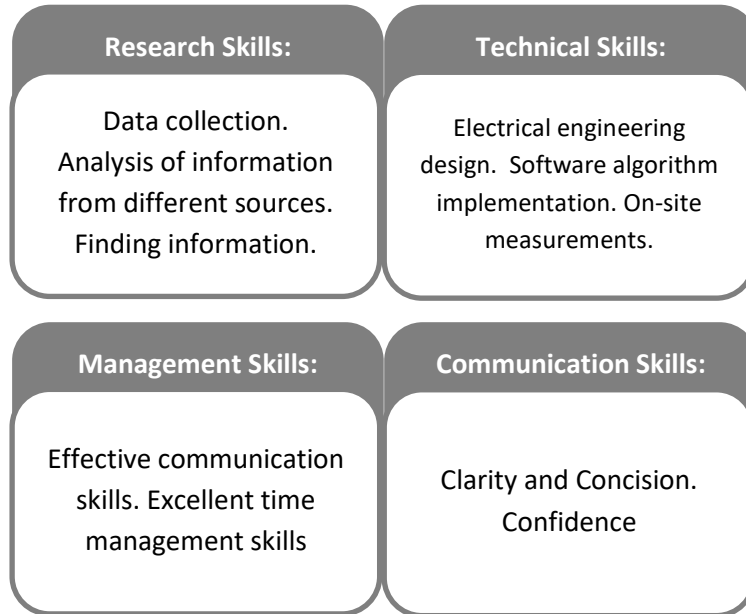 Research Skills:
Data collection.
Analysis of information
from different sources.
Finding information.
Technical Skills:
Electrical engineering
design.  Software algorithm
implementation. On-site
measurements.
Management Skills:
Effective communication
skills. Excellent time
management skills
Communication Skills:
Clarity and Concision.
Confidence